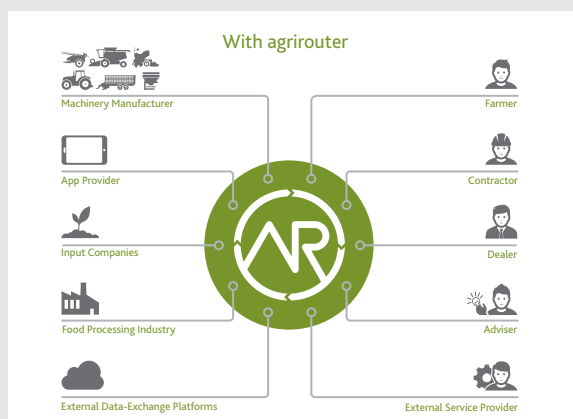 With agrirouter
Machinery Manufacturer
Farmer
App Provider
Contractor
Input Companies
Dealer
Food Processing Industry
Adviser
External Data-Exchange Platforms
External Service Provider
AR